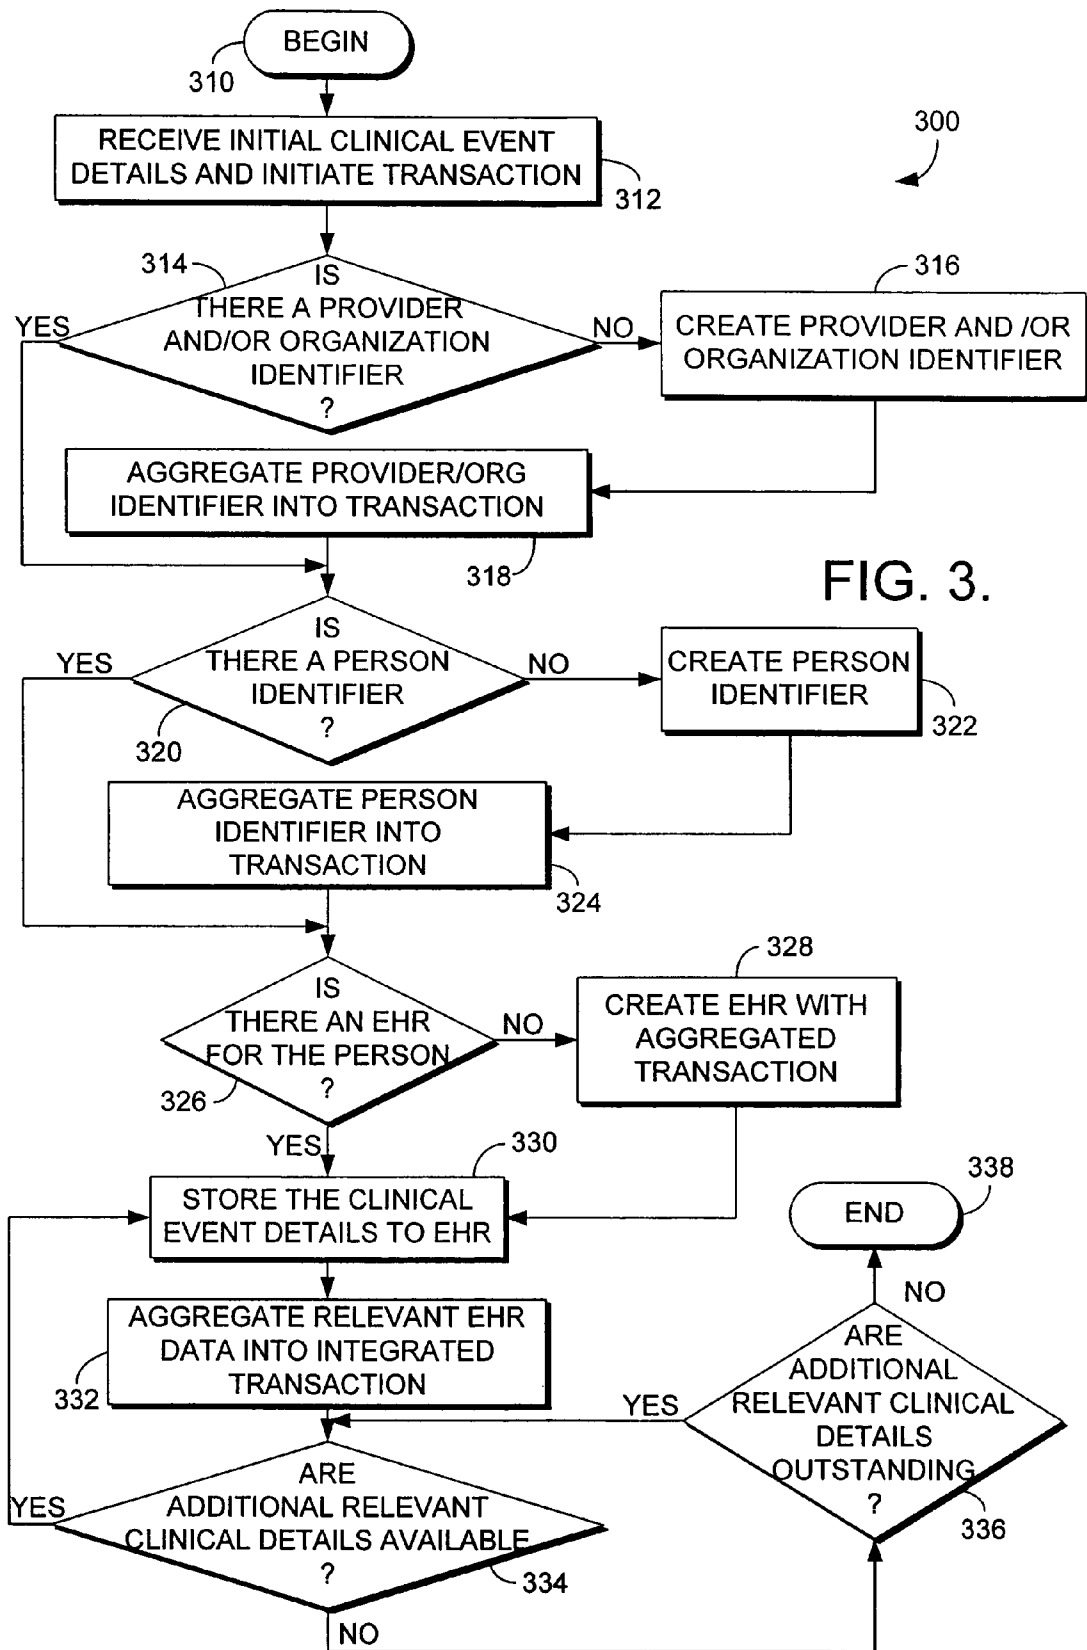 BEGIN
310
RECEIVE INITIAL CLINICAL EVENT
DETAILS AND INITIATE TRANSACTION
312
300
314
IS
THERE A PROVIDER
AND/OR ORGANIZATION
IDENTIFIER
?
YES
NO
316
CREATE PROVIDER AND /OR
ORGANIZATION IDENTIFIER
AGGREGATE PROVIDER/ORG
IDENTIFIER INTO TRANSACTION
318
FIG. 3.
IS
THERE A PERSON
IDENTIFIER
?
YES
NO
320
CREATE PERSON
IDENTIFIER
322
AGGREGATE PERSON
IDENTIFIER INTO
TRANSACTION
324
IS
THERE AN EHR
FOR THE PERSON
?
326
NO
328
CREATE EHR WITH
AGGREGATED
TRANSACTION
YES
330
STORE THE CLINICAL
EVENT DETAILS TO EHR
338
END
NO
AGGREGATE RELEVANT EHR
DATA INTO INTEGRATED
TRANSACTION
332
YES
ARE
ADDITIONAL
RELEVANT CLINICAL
DETAILS
OUTSTANDING
?
336
ARE
ADDITIONAL RELEVANT
CLINICAL DETAILS AVAILABLE
?
YES
334
NO